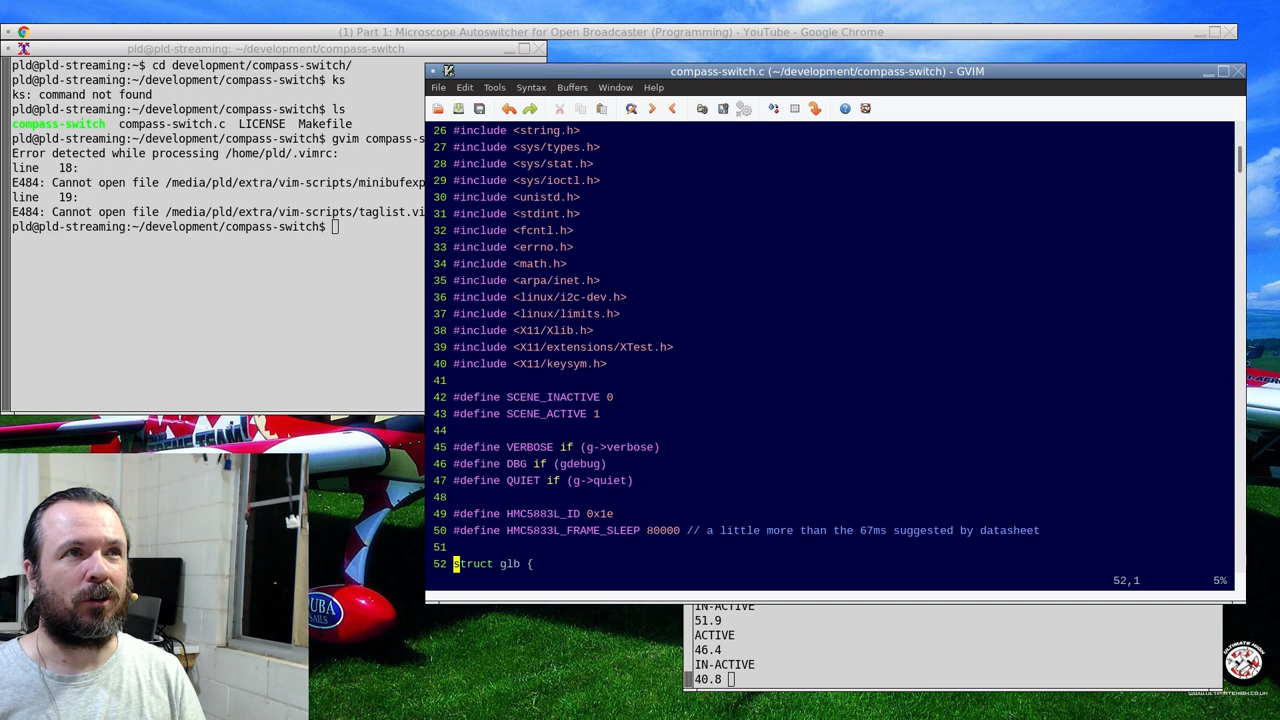 (1) Part 1: Microscope Autoswitcher for Open Broadcaster (Programming) - YouTube - Google Chrome
pld@pld-streaming: ~/development/compass-switch
pld@pld-streaming:~$ cd development/compass-switch/
pld@pld-streaming:~/development/compass-switch$ ks
ks: command not found
pld@pld-streaming:~/development/compass-switch$ ls
compass-switch  compass-switch.c  LICENSE  Makefile
pld@pld-streaming:~/development/compass-switch$ gvim compass-s
Error detected while processing /home/pld/.vimrc:
line   18:
E484: Cannot open file /media/pld/extra/vim-scripts/minibufexp
line   19:
E484: Cannot open file /media/pld/extra/vim-scripts/taglist.vi
pld@pld-streaming:~/development/compass-switch$
compass-switch.c (~/development/compass-switch) - GVIM
File Edit Tools Syntax Buffers Window Help
26 #include <string.h>
27 #include <sys/types.h>
28 #include <sys/stat.h>
29 #include <sys/ioctl.h>
30 #include <unistd.h>
31 #include <stdint.h>
32 #include <fcntl.h>
33 #include <errno.h>
34 #include <math.h>
35 #include <arpa/inet.h>
36 #include <linux/i2c-dev.h>
37 #include <linux/limits.h>
38 #include <X11/Xlib.h>
39 #include <X11/extensions/XTest.h>
40 #include <X11/keysym.h>
41
42 #define SCENE_INACTIVE 0
43 #define SCENE_ACTIVE 1
44
45 #define VERBOSE if (g->verbose)
46 #define DBG if (gdebug)
47 #define QUIET if (g->quiet)
48
49 #define HMC5883L_ID 0x1e
50 #define HMC5833L_FRAME_SLEEP 80000 // a little more than the 67ms suggested by datasheet
51
52 struct glb {
52,1 5%
IN-ACTIVE
51.9
ACTIVE
46.4
IN-ACTIVE
40.8
UBA
SAILS
ULTIMATE HIGH
WWW.ULTIMATEHIGH.CO.UK